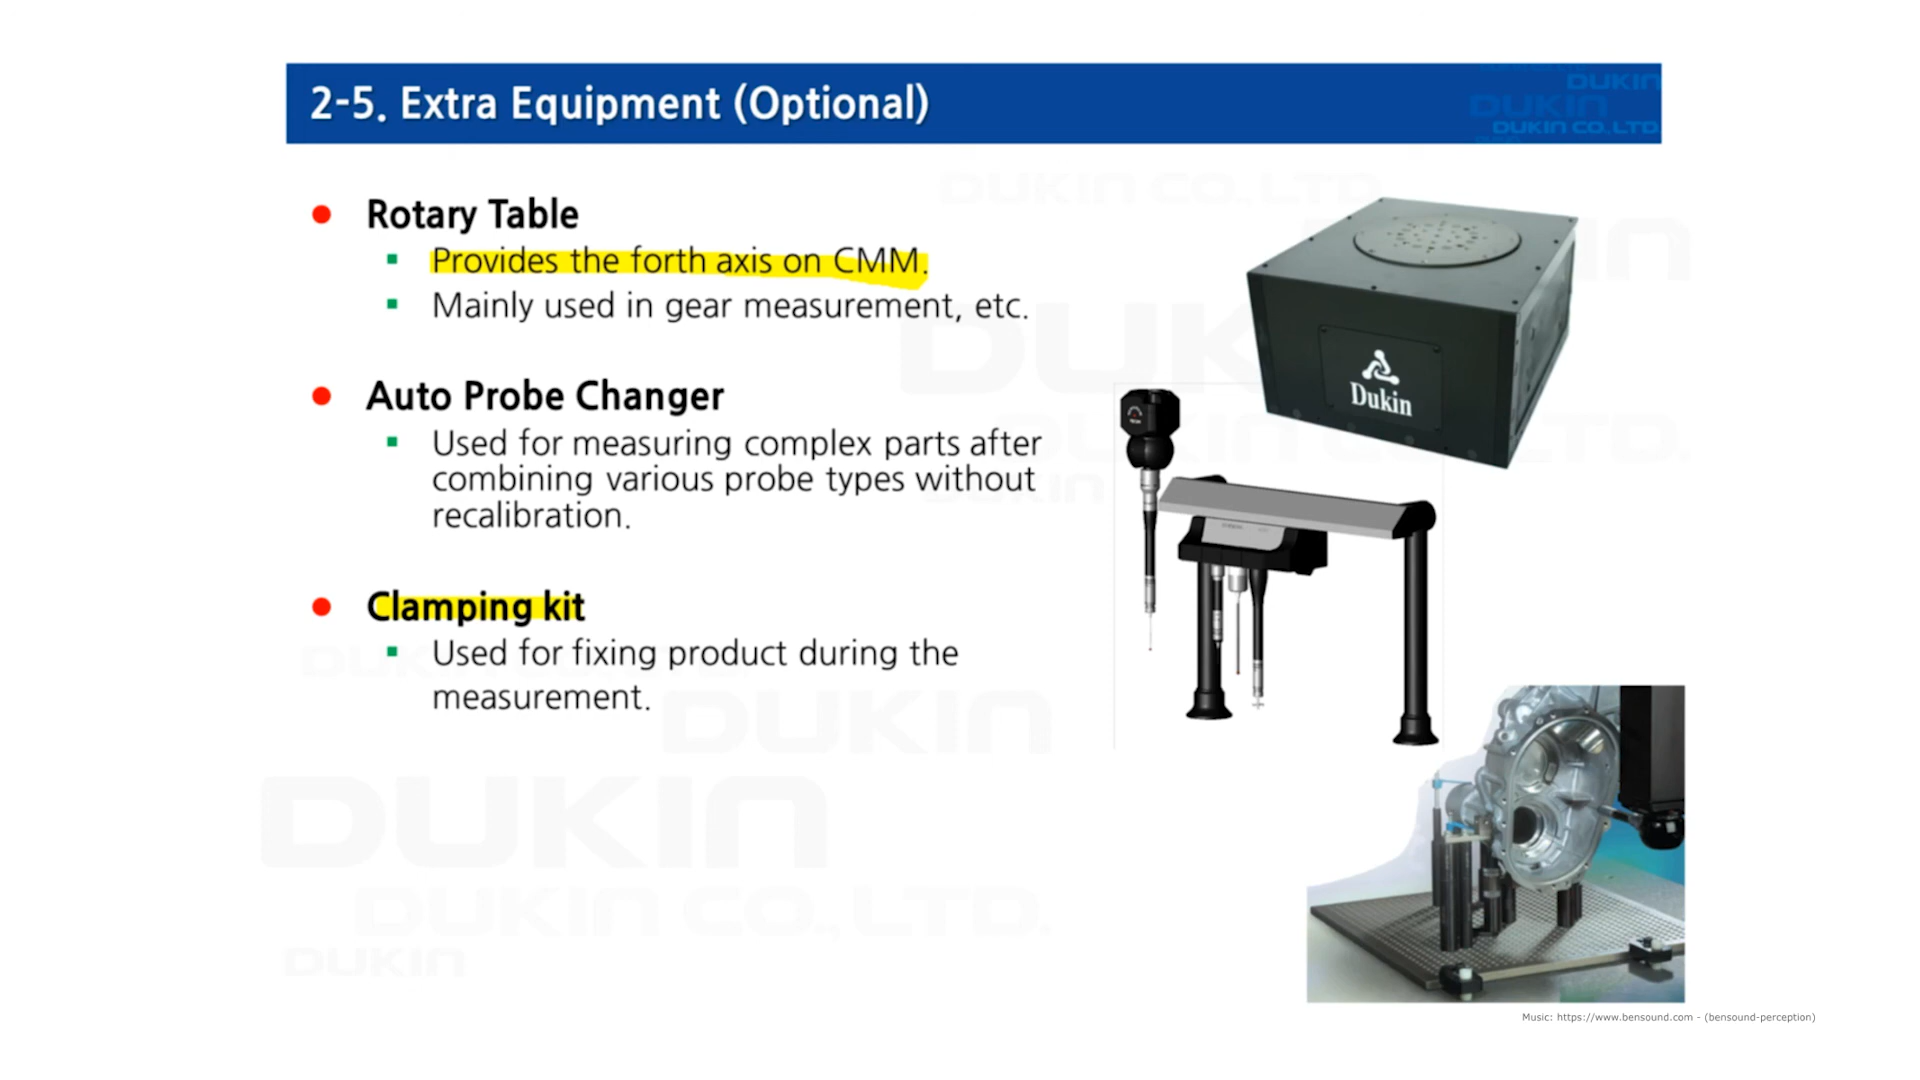 2-5. Extra Equipment (Optional)
DUKIN
DUKIN
DUKIN CO.,LTD.
Rotary Table
Provides the forth axis on CMM.
Mainly used in gear measurement, etc.
Auto Probe Changer
Used for measuring complex parts after
combining various probe types without
recalibration.
Clamping kit
Used for fixing product during the
measurement.
Dukin
DUKIN CO., LTD.
DUKIN
DUKIN
DUKIN CO., LTD.
DUKIN
Music: https://www.bensound.com - (bensound-perception)